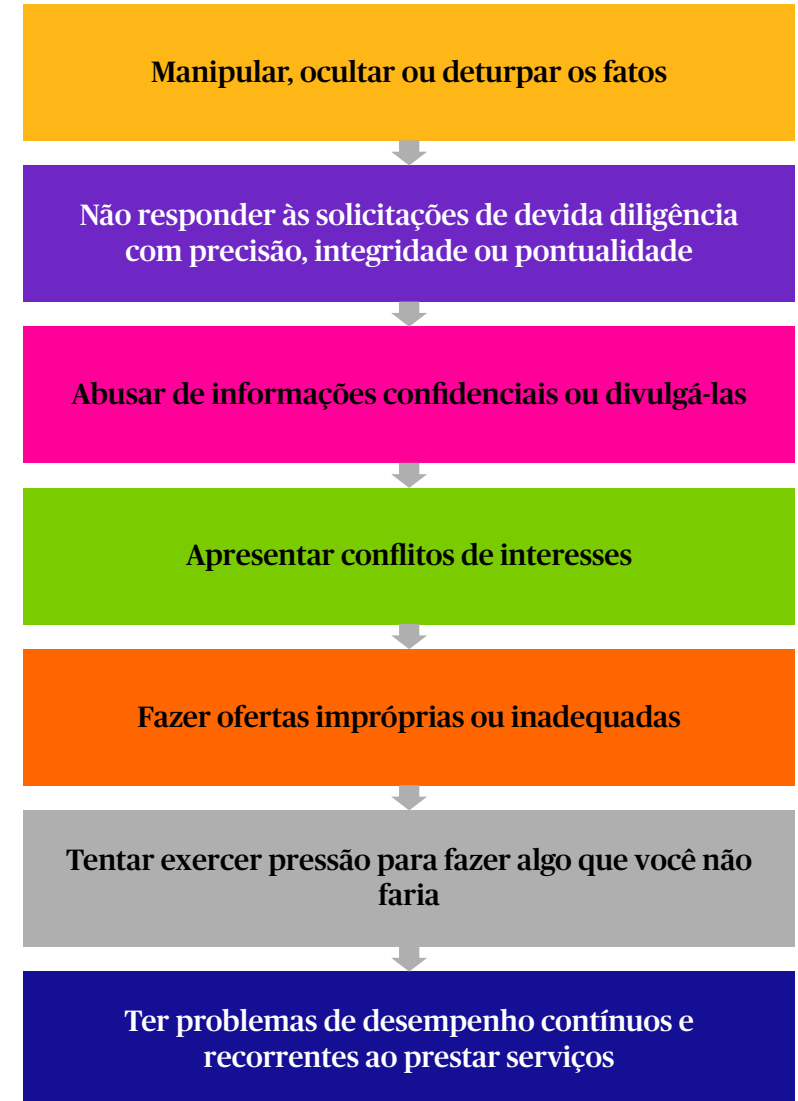 Manipular, ocultar ou deturpar os fatos
Não responder às solicitações de devida diligência
com precisão, integridade ou pontualidade
Abusar de informações confidenciais ou divulgá-las
Apresentar conflitos de interesses
Fazer ofertas impróprias ou inadequadas
Tentar exercer pressão para fazer algo que você não
faria
Ter problemas de desempenho contínuos e
recorrentes ao prestar serviços